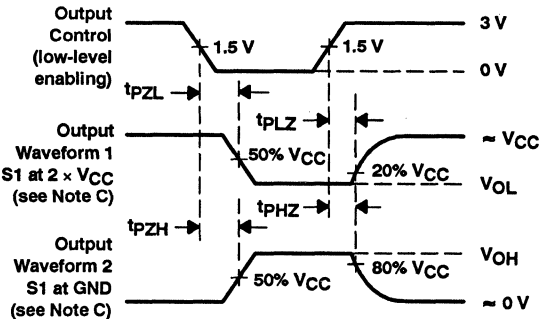 Output
Control
(low-level
enabling)
1.5 V
1.5 V
3 V
0 V
tPZL
tPLZ
Output
Waveform 1
S1 at 2 × VCC
(see Note C)
50% VCC
20% VCC
≈ VCC
VOL
tPZH
tPHZ
Output
Waveform 2
S1 at GND
(see Note C)
50% VCC
80% VCC
VOH
≈ 0 V